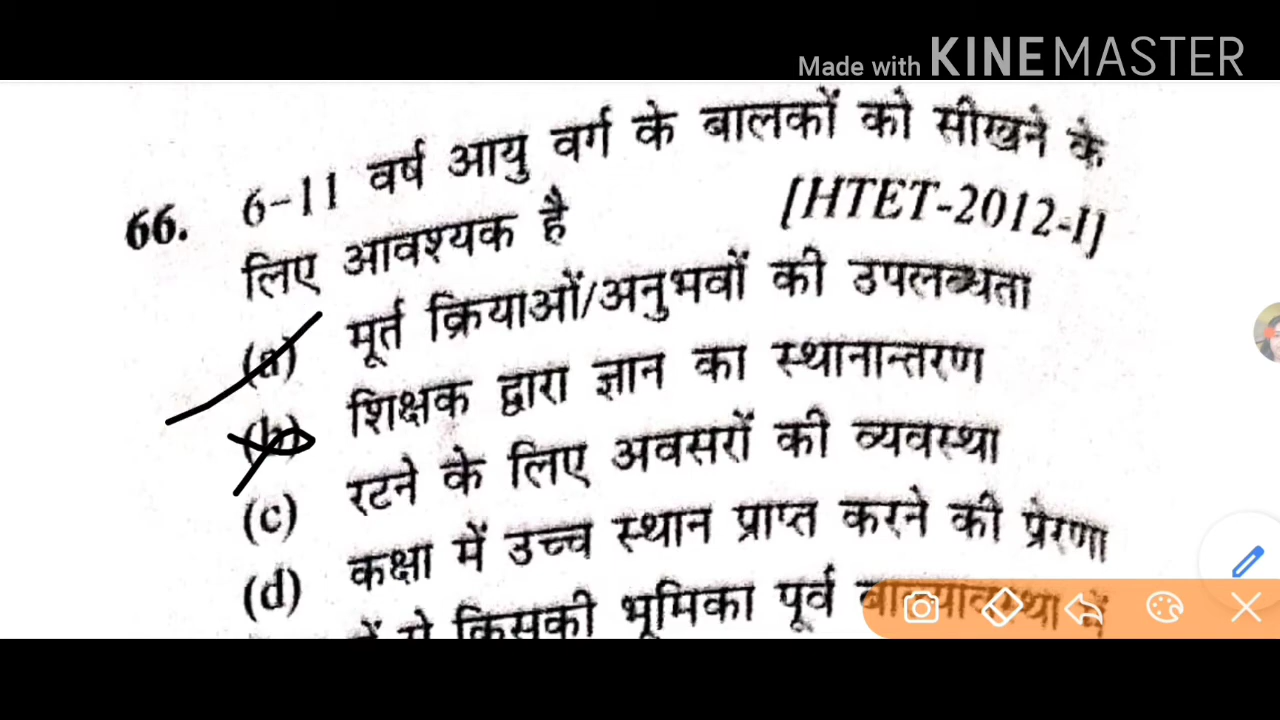 Made with KINEMASTER
66. 6-11 वर्ष आयु वर्ग के बालकों को सीखने के
लिए आवश्यक है [HTET-2012-I]
(a) मूर्त क्रियाओं/अनुभवों की उपलब्धता
(b) शिक्षक द्वारा ज्ञान का स्थानान्तरण
(c) रटने के लिए अवसरों की व्यवस्था
(d) कक्षा में उच्च स्थान प्राप्त करने की प्रेरणा
किसकी भूमिका पूर्व बाल्यावस्था में